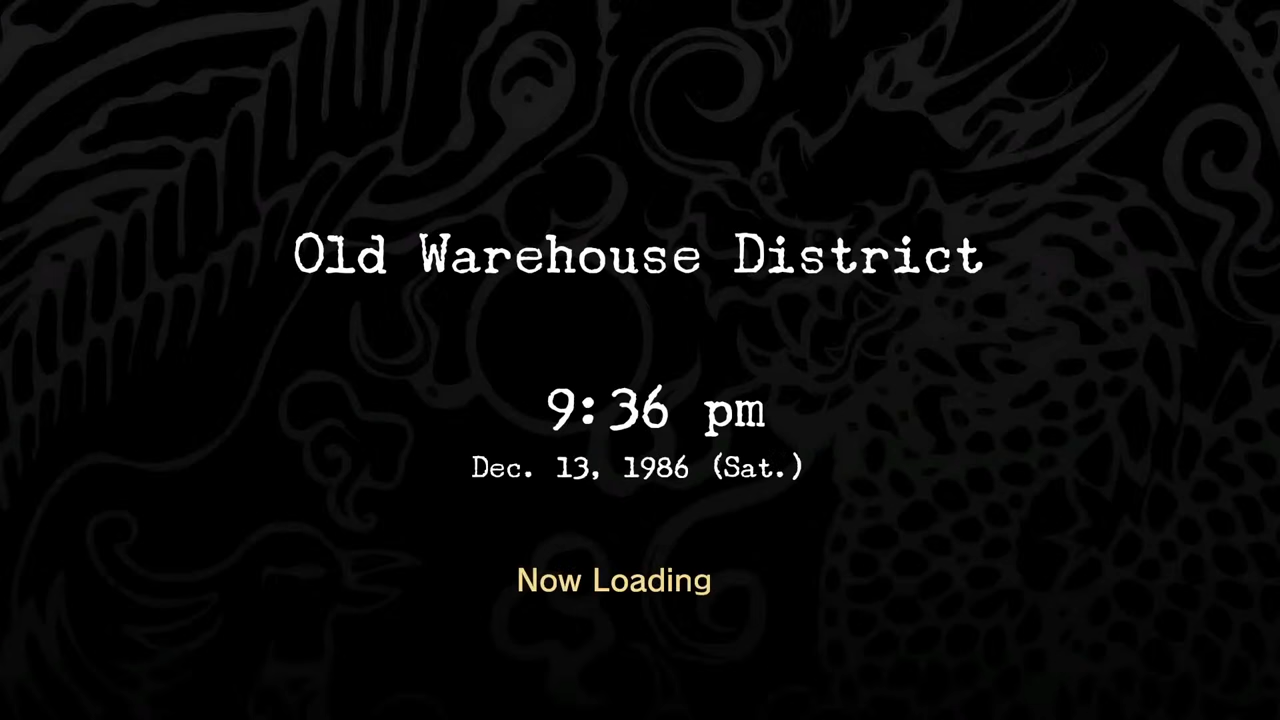 Old Warehouse District
9:36 pm
Dec. 13, 1986 (Sat.)
Now Loading